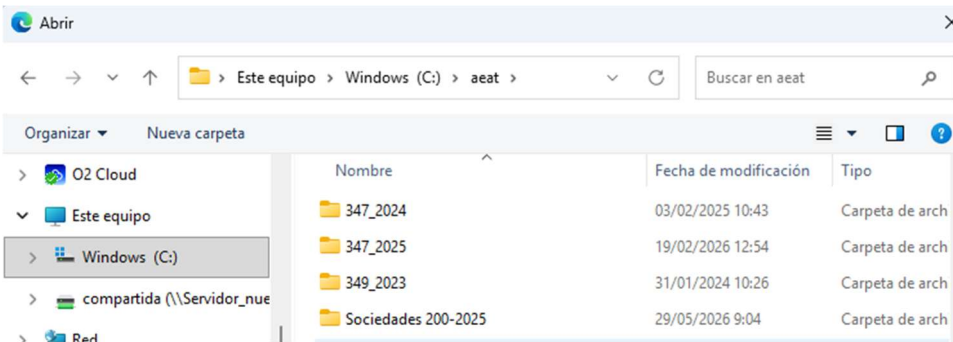 Abrir
Este equipo > Windows (C:) > aeat >
Buscar en aeat
Organizar
Nueva carpeta
O2 Cloud
Este equipo
Windows (C:)
compartida (\\Servidor_nue
Red
Nombre Fecha de modificación Tipo
347_2024 03/02/2025 10:43 Carpeta de arch
347_2025 19/02/2026 12:54 Carpeta de arch
349_2023 31/01/2024 10:26 Carpeta de arch
Sociedades 200-2025 29/05/2026 9:04 Carpeta de arch